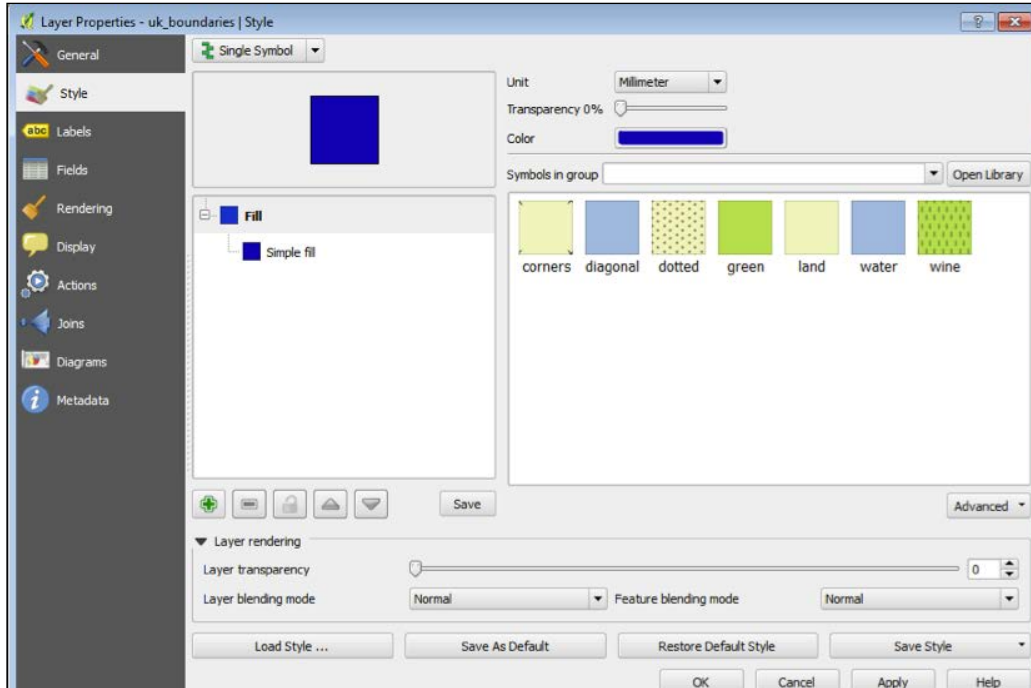 Layer Properties - uk_boundaries | Style
General
Style
abc Labels
Fields
Rendering
Display
Actions
Joins
Diagrams
Metadata
Single Symbol
Unit Millimeter
Transparency 0%
Color
Symbols in group Open Library
Fill
Simple fill
corners diagonal dotted green land water wine
Save Advanced
Layer rendering
Layer transparency 0
Layer blending mode Normal Feature blending mode Normal
Load Style ... Save As Default Restore Default Style Save Style
OK Cancel Apply Help